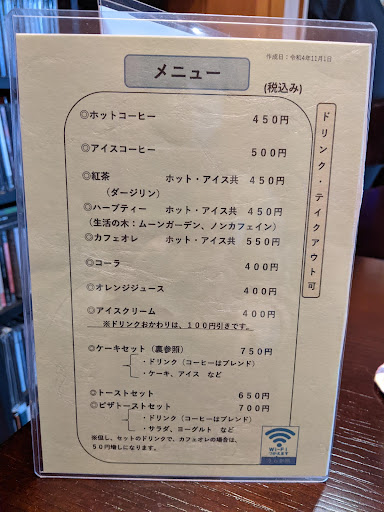 作成日：令和4年11月1日
メニュー
(税込み)
ドリンク・テイクアウト可
◎ホットコーヒー 450円
◎アイスコーヒー 500円
◎紅茶 ホット・アイス共 450円
（ダージリン）
◎ハーブティー ホット・アイス共 450円
（生活の木：ムーンガーデン、ノンカフェイン）
◎カフェオレ ホット・アイス共 550円
◎コーラ 400円
◎オレンジジュース 400円
◎アイスクリーム 400円
※ドリンクおかわりは、100円引きです。
◎ケーキセット（裏参照） 750円
・ドリンク（コーヒーはブレンド）
・ケーキ、アイス など
◎トーストセット 650円
◎ピザトーストセット 700円
・ドリンク（コーヒーはブレンド）
・サラダ、ヨーグルト など
※但し、セットのドリンクで、カフェオレの場合は、
50円増しになります。
Wi-Fi
つかえます